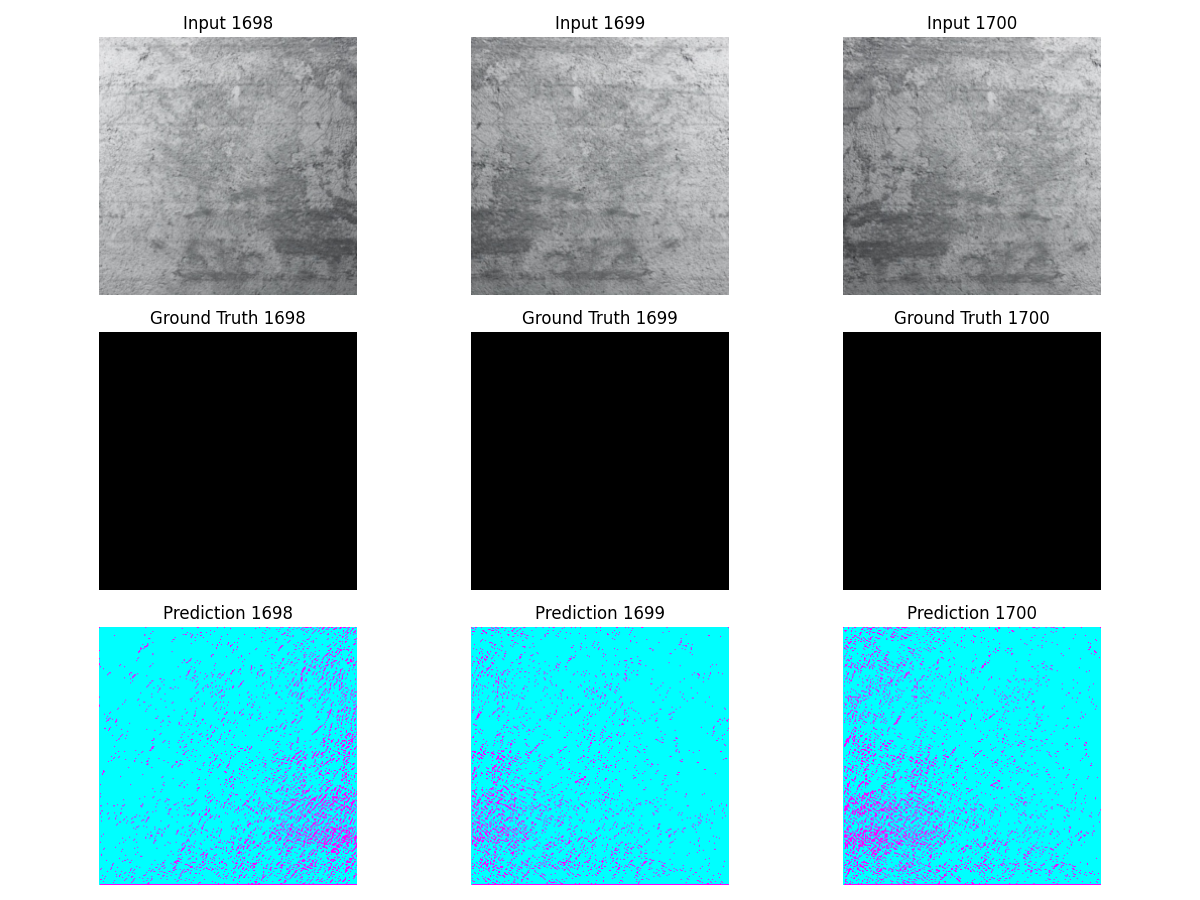 Input 1698
Input 1699
Input 1700
Ground Truth 1698
Ground Truth 1699
Ground Truth 1700
Prediction 1698
Prediction 1699
Prediction 1700